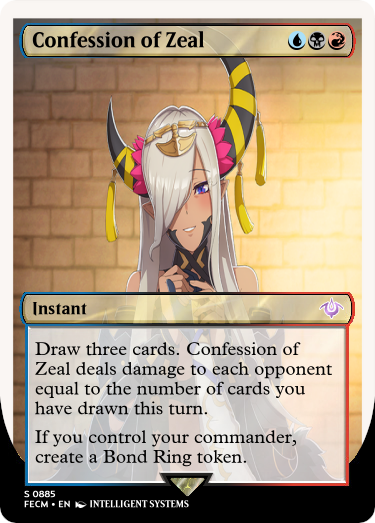 Confession of Zeal
Instant
Draw three cards. Confession of
Zeal deals damage to each opponent
equal to the number of cards you
have drawn this turn.
If you control your commander,
create a Bond Ring token.
S 0885
FECM • EN INTELLIGENT SYSTEMS